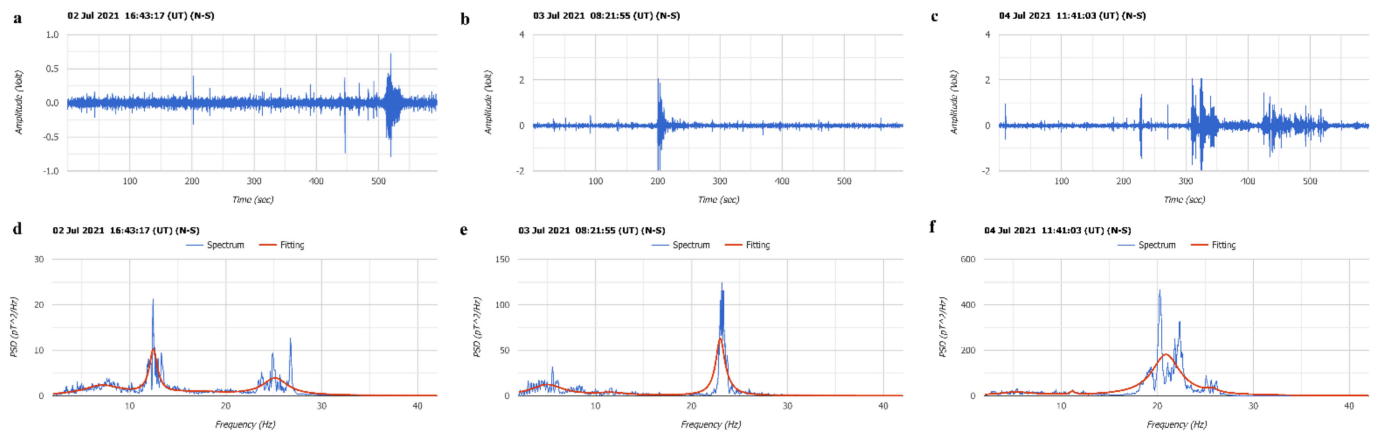 a
02 Jul 2021 16:43:17 (UT) (N-S)
Amplitude (Volt)
1.0
0.5
0.0
-0.5
-1.0
100 200 300 400 500
Time (sec)
b
03 Jul 2021 08:21:55 (UT) (N-S)
Amplitude (Volt)
4
2
0
-2
100 200 300 400 500
Time (sec)
c
04 Jul 2021 11:41:03 (UT) (N-S)
Amplitude (Volt)
4
2
0
-2
100 200 300 400 500
Time (sec)
d
02 Jul 2021 16:43:17 (UT) (N-S)
Spectrum Fitting
PSD (pT^2/Hz)
30
20
10
0
10 20 30 40
Frequency (Hz)
e
03 Jul 2021 08:21:55 (UT) (N-S)
Spectrum Fitting
PSD (pT^2/Hz)
150
100
50
0
10 20 30 40
Frequency (Hz)
f
04 Jul 2021 11:41:03 (UT) (N-S)
Spectrum Fitting
PSD (pT^2/Hz)
600
400
200
0
10 20 30 40
Frequency (Hz)